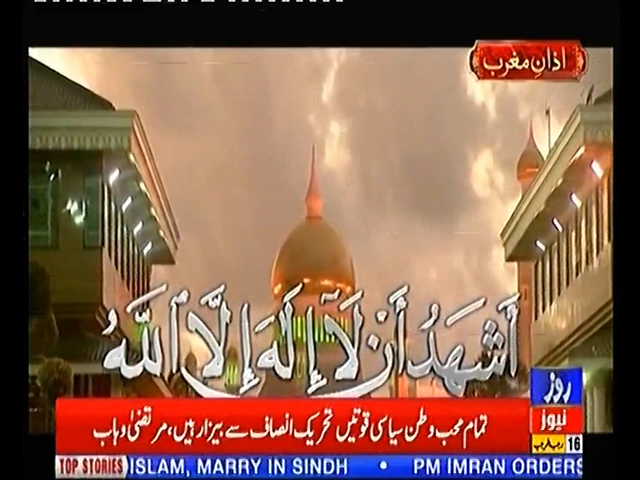 اذانِ مغرب
أَشْهَدُ أَنْ لَا إِلَٰهَ إِلَّا ٱللَّهُ
روز
نیوز
تمام محب وطن سیاسی قوتیں تحریک انصاف سے بیزار ہیں، مرتضیٰ وہاب
16
TOP STORIES ISLAM, MARRY IN SINDH • PM IMRAN ORDERS